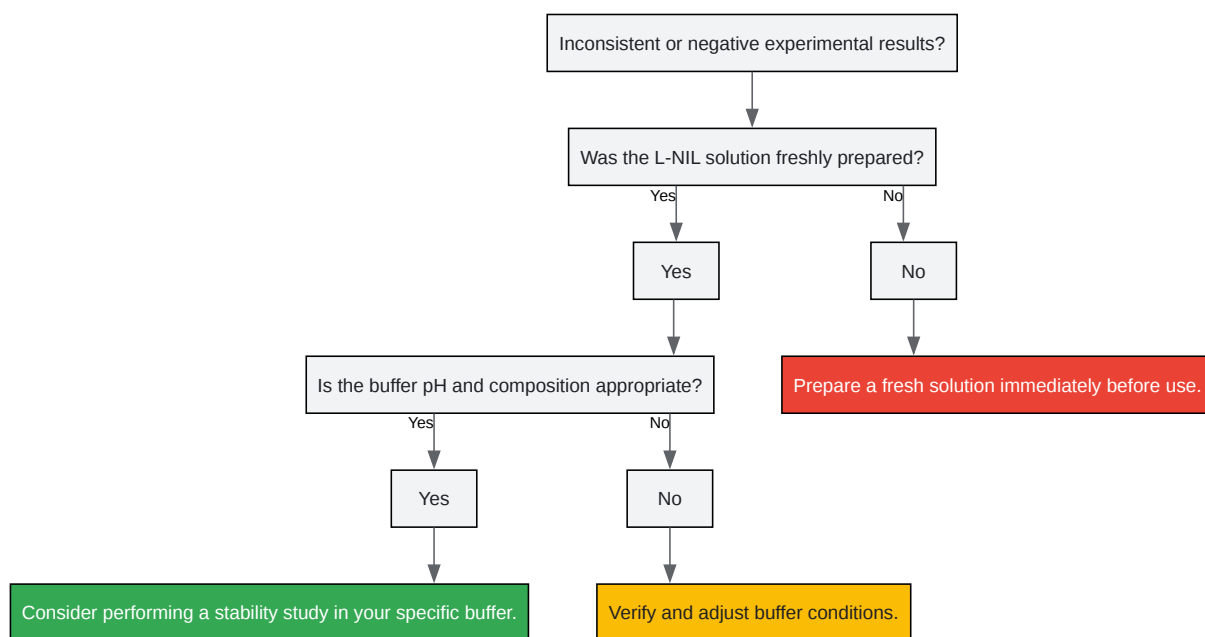 Inconsistent or negative experimental results?
Was the L-NIL solution freshly prepared?
Yes
No
Yes
No
Is the buffer pH and composition appropriate?
Prepare a fresh solution immediately before use.
Yes
No
Yes
No
Consider performing a stability study in your specific buffer.
Verify and adjust buffer conditions.